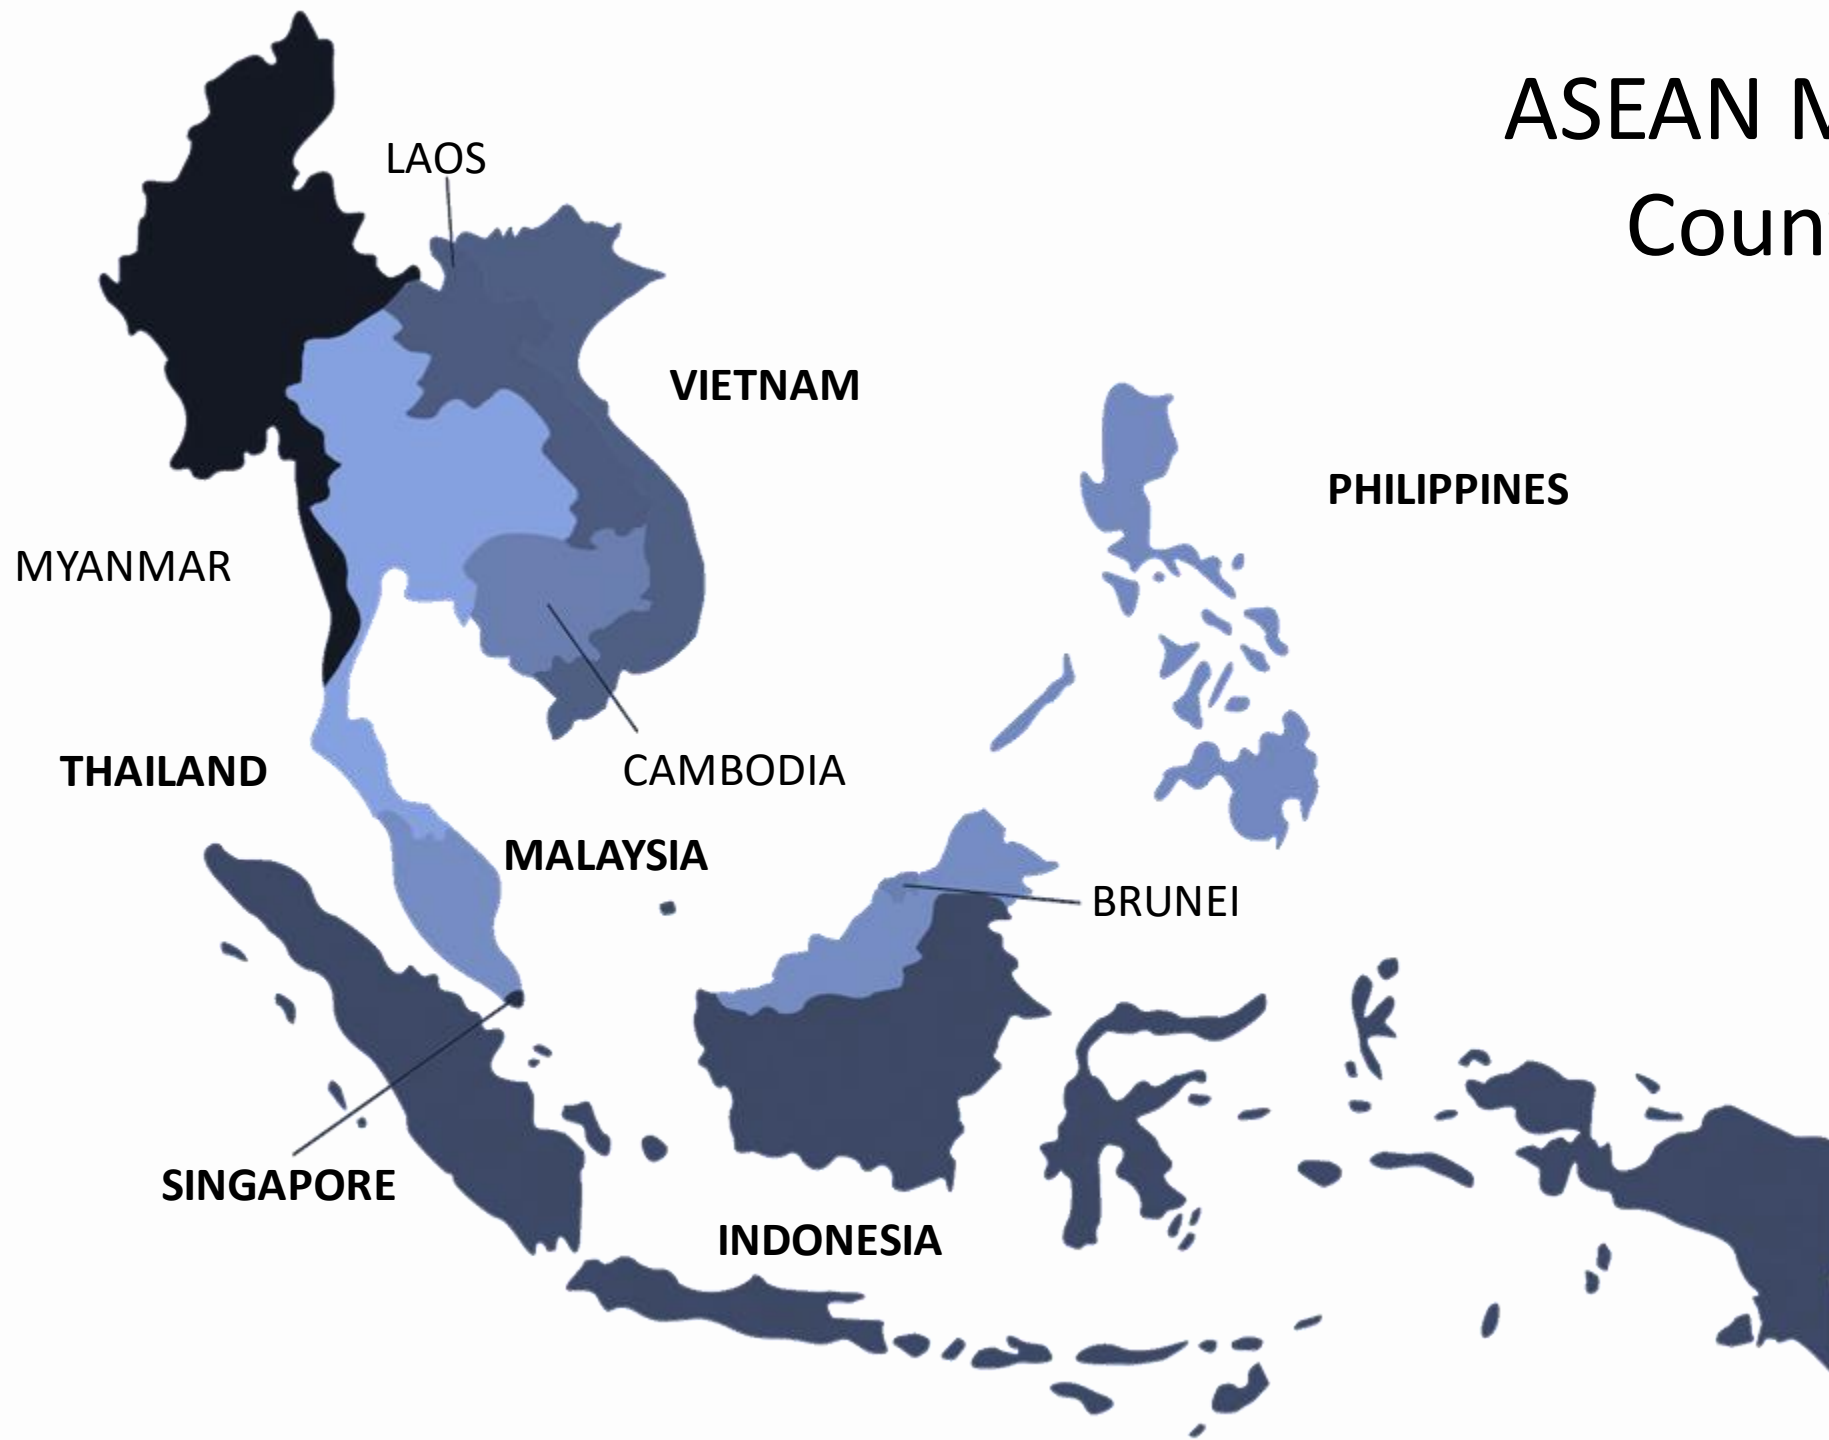 ASEAN M
Coun
LAOS
VIETNAM
PHILIPPINES
MYANMAR
THAILAND
CAMBODIA
MALAYSIA
BRUNEI
SINGAPORE
INDONESIA